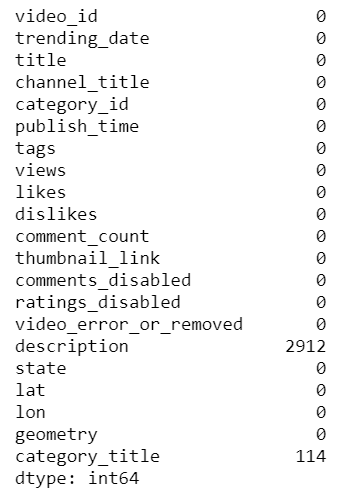 video_id 0
trending_date 0
title 0
channel_title 0
category_id 0
publish_time 0
tags 0
views 0
likes 0
dislikes 0
comment_count 0
thumbnail_link 0
comments_disabled 0
ratings_disabled 0
video_error_or_removed 0
description 2912
state 0
lat 0
lon 0
geometry 0
category_title 114
dtype: int64